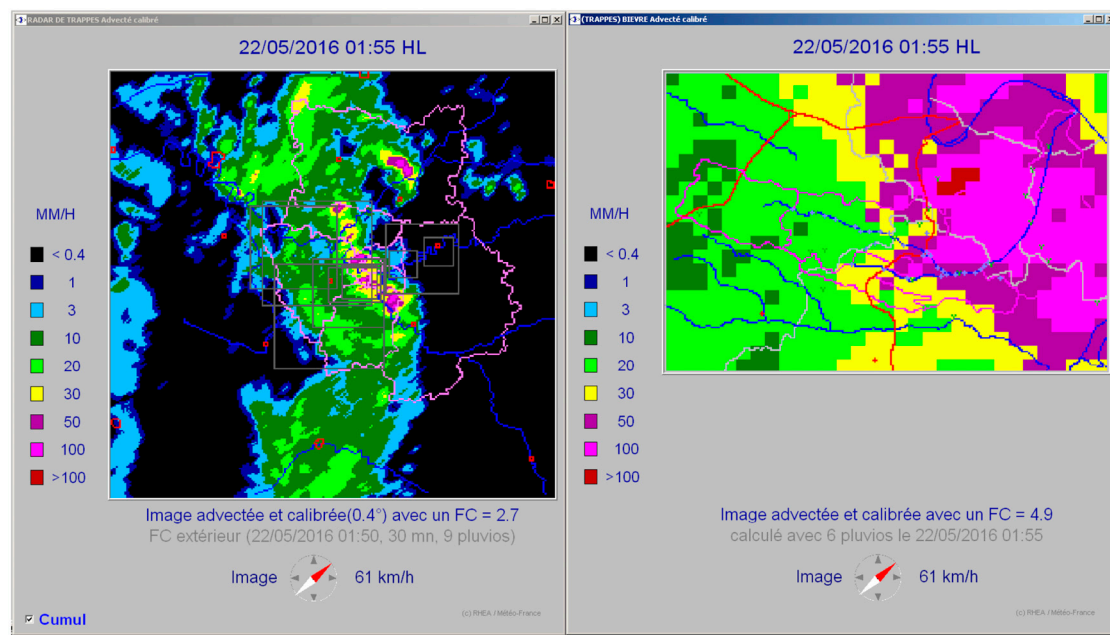 RADAR DE TRAPPES Advecté calibré
22/05/2016 01:55 HL
MM/H
< 0.4
1
3
10
20
30
50
100
>100
Image advectée et calibrée(0.4°) avec un FC = 2.7
FC extérieur (22/05/2016 01:50, 30 mn, 9 pluvios)
Image 61 km/h
(c) RHEA / Météo-France
Cumul
(TRAPPES) BIEVRE Advecté calibré
22/05/2016 01:55 HL
MM/H
< 0.4
1
3
10
20
30
50
100
>100
Image advectée et calibrée avec un FC = 4.9
calculé avec 6 pluvios le 22/05/2016 01:55
Image 61 km/h
(c) RHEA / Météo-France